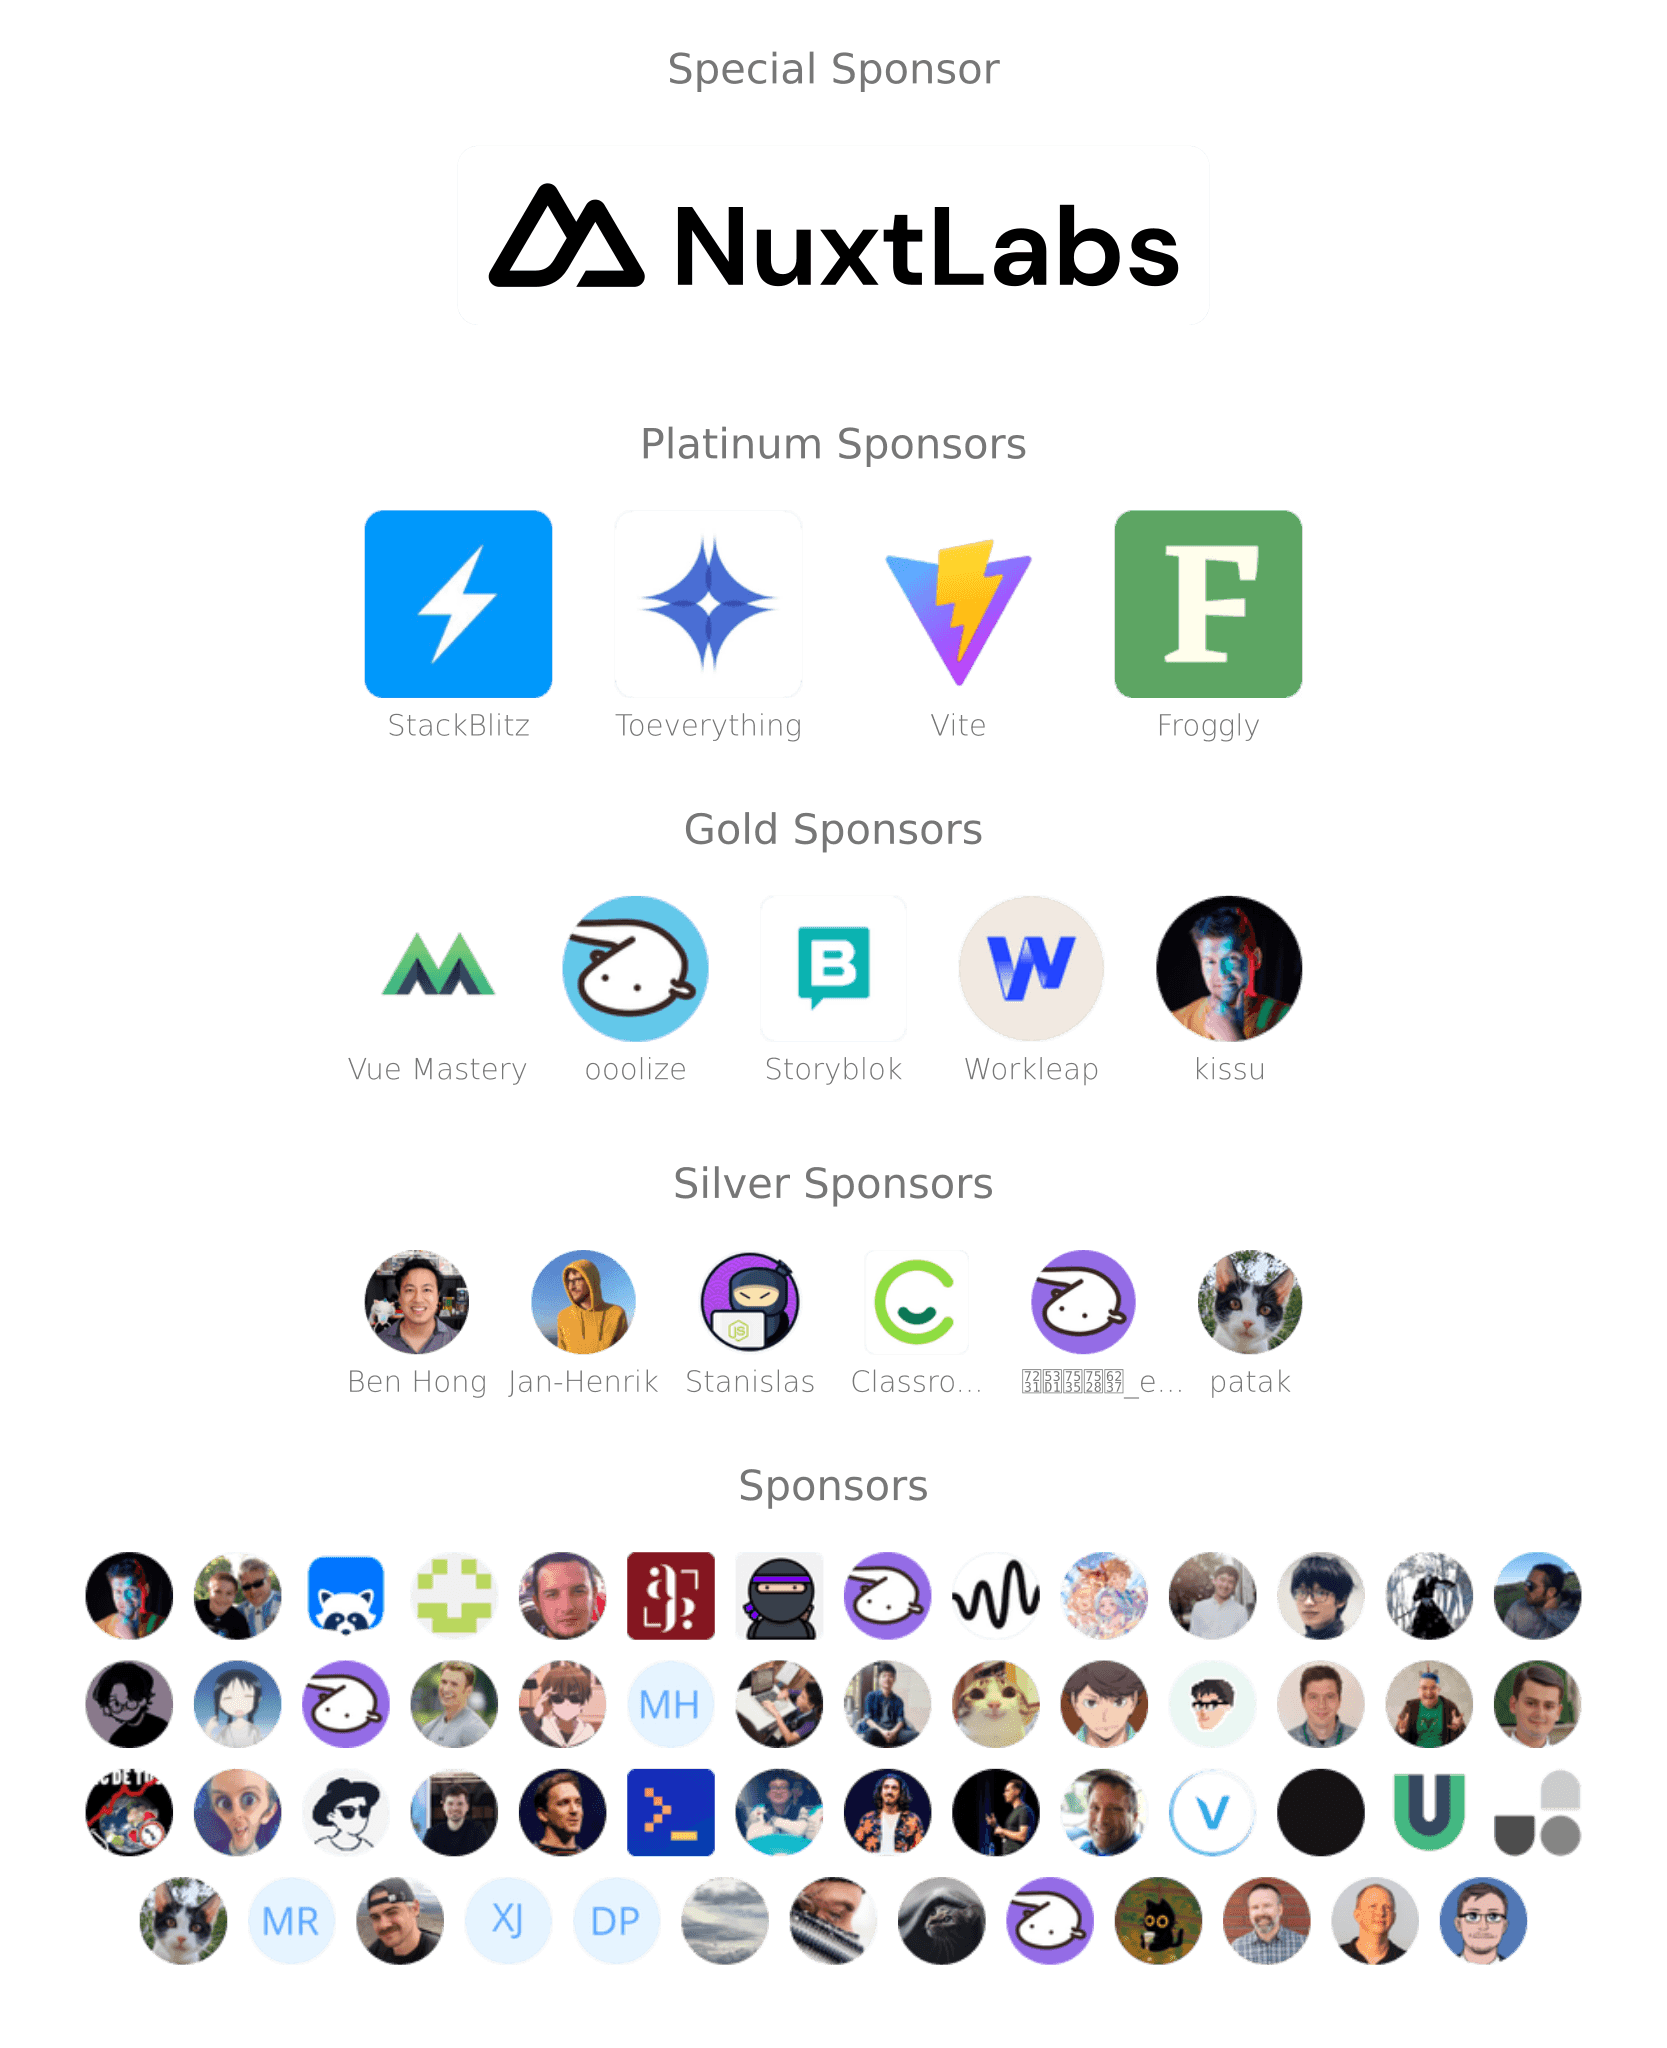 Special Sponsor
NuxtLabs
Platinum Sponsors
StackBlitz Toeverything Vite Froggly
Gold Sponsors
Vue Mastery ooolize Storyblok Workleap kissu
Silver Sponsors
Ben Hong Jan-Henrik Stanislas Classro... _e... patak
Sponsors
MH
V
MR XJ DP